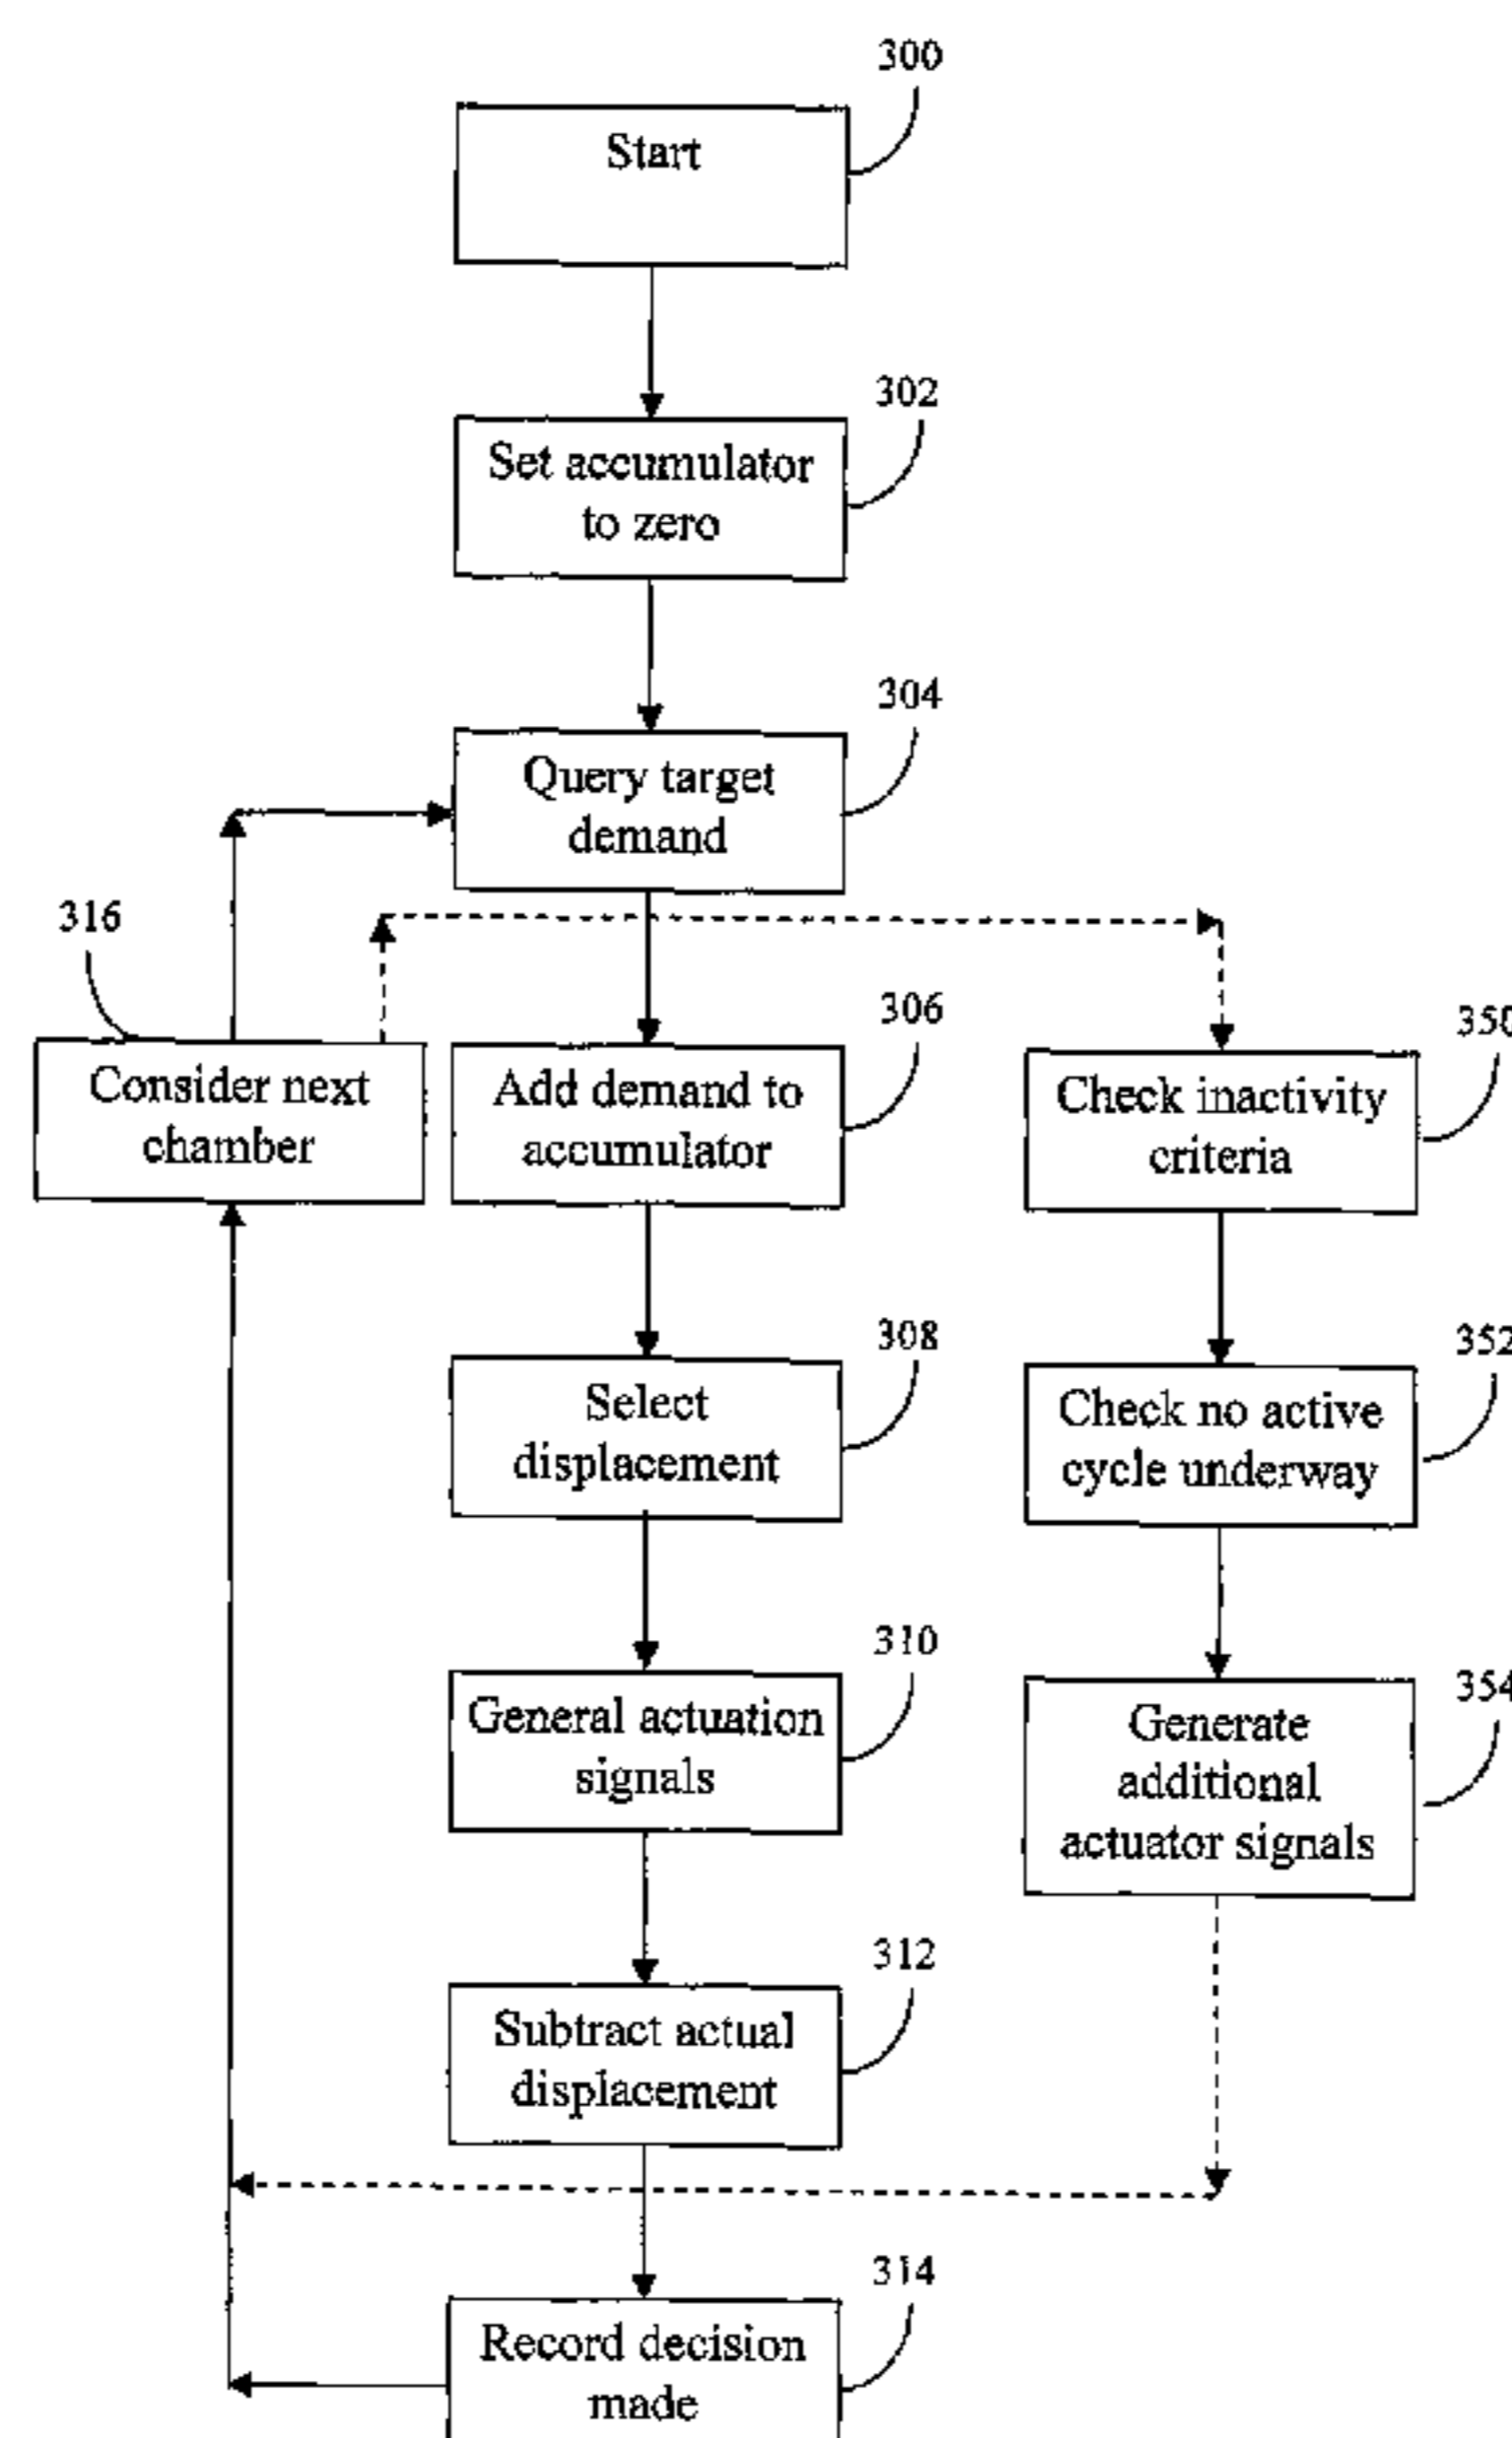 300
Start
302
Set accumulator
to zero
304
Query target
demand
316
Consider next
chamber
306
Add demand to
accumulator
350
Check inactivity
criteria
308
Select
displacement
352
Check no active
cycle underway
310
General actuation
signals
354
Generate
additional
actuator signals
312
Subtract actual
displacement
314
Record decision
made